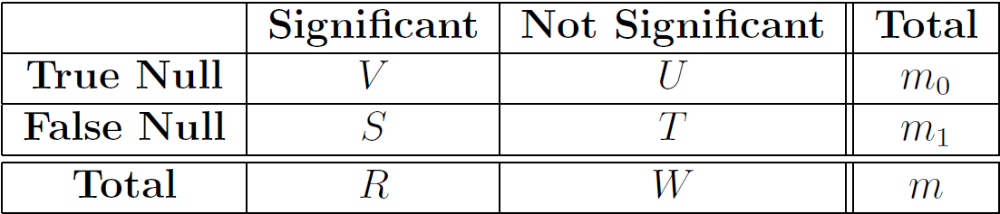 Significant Not Significant Total
True Null V U m₀
False Null S T m₁
Total R W m